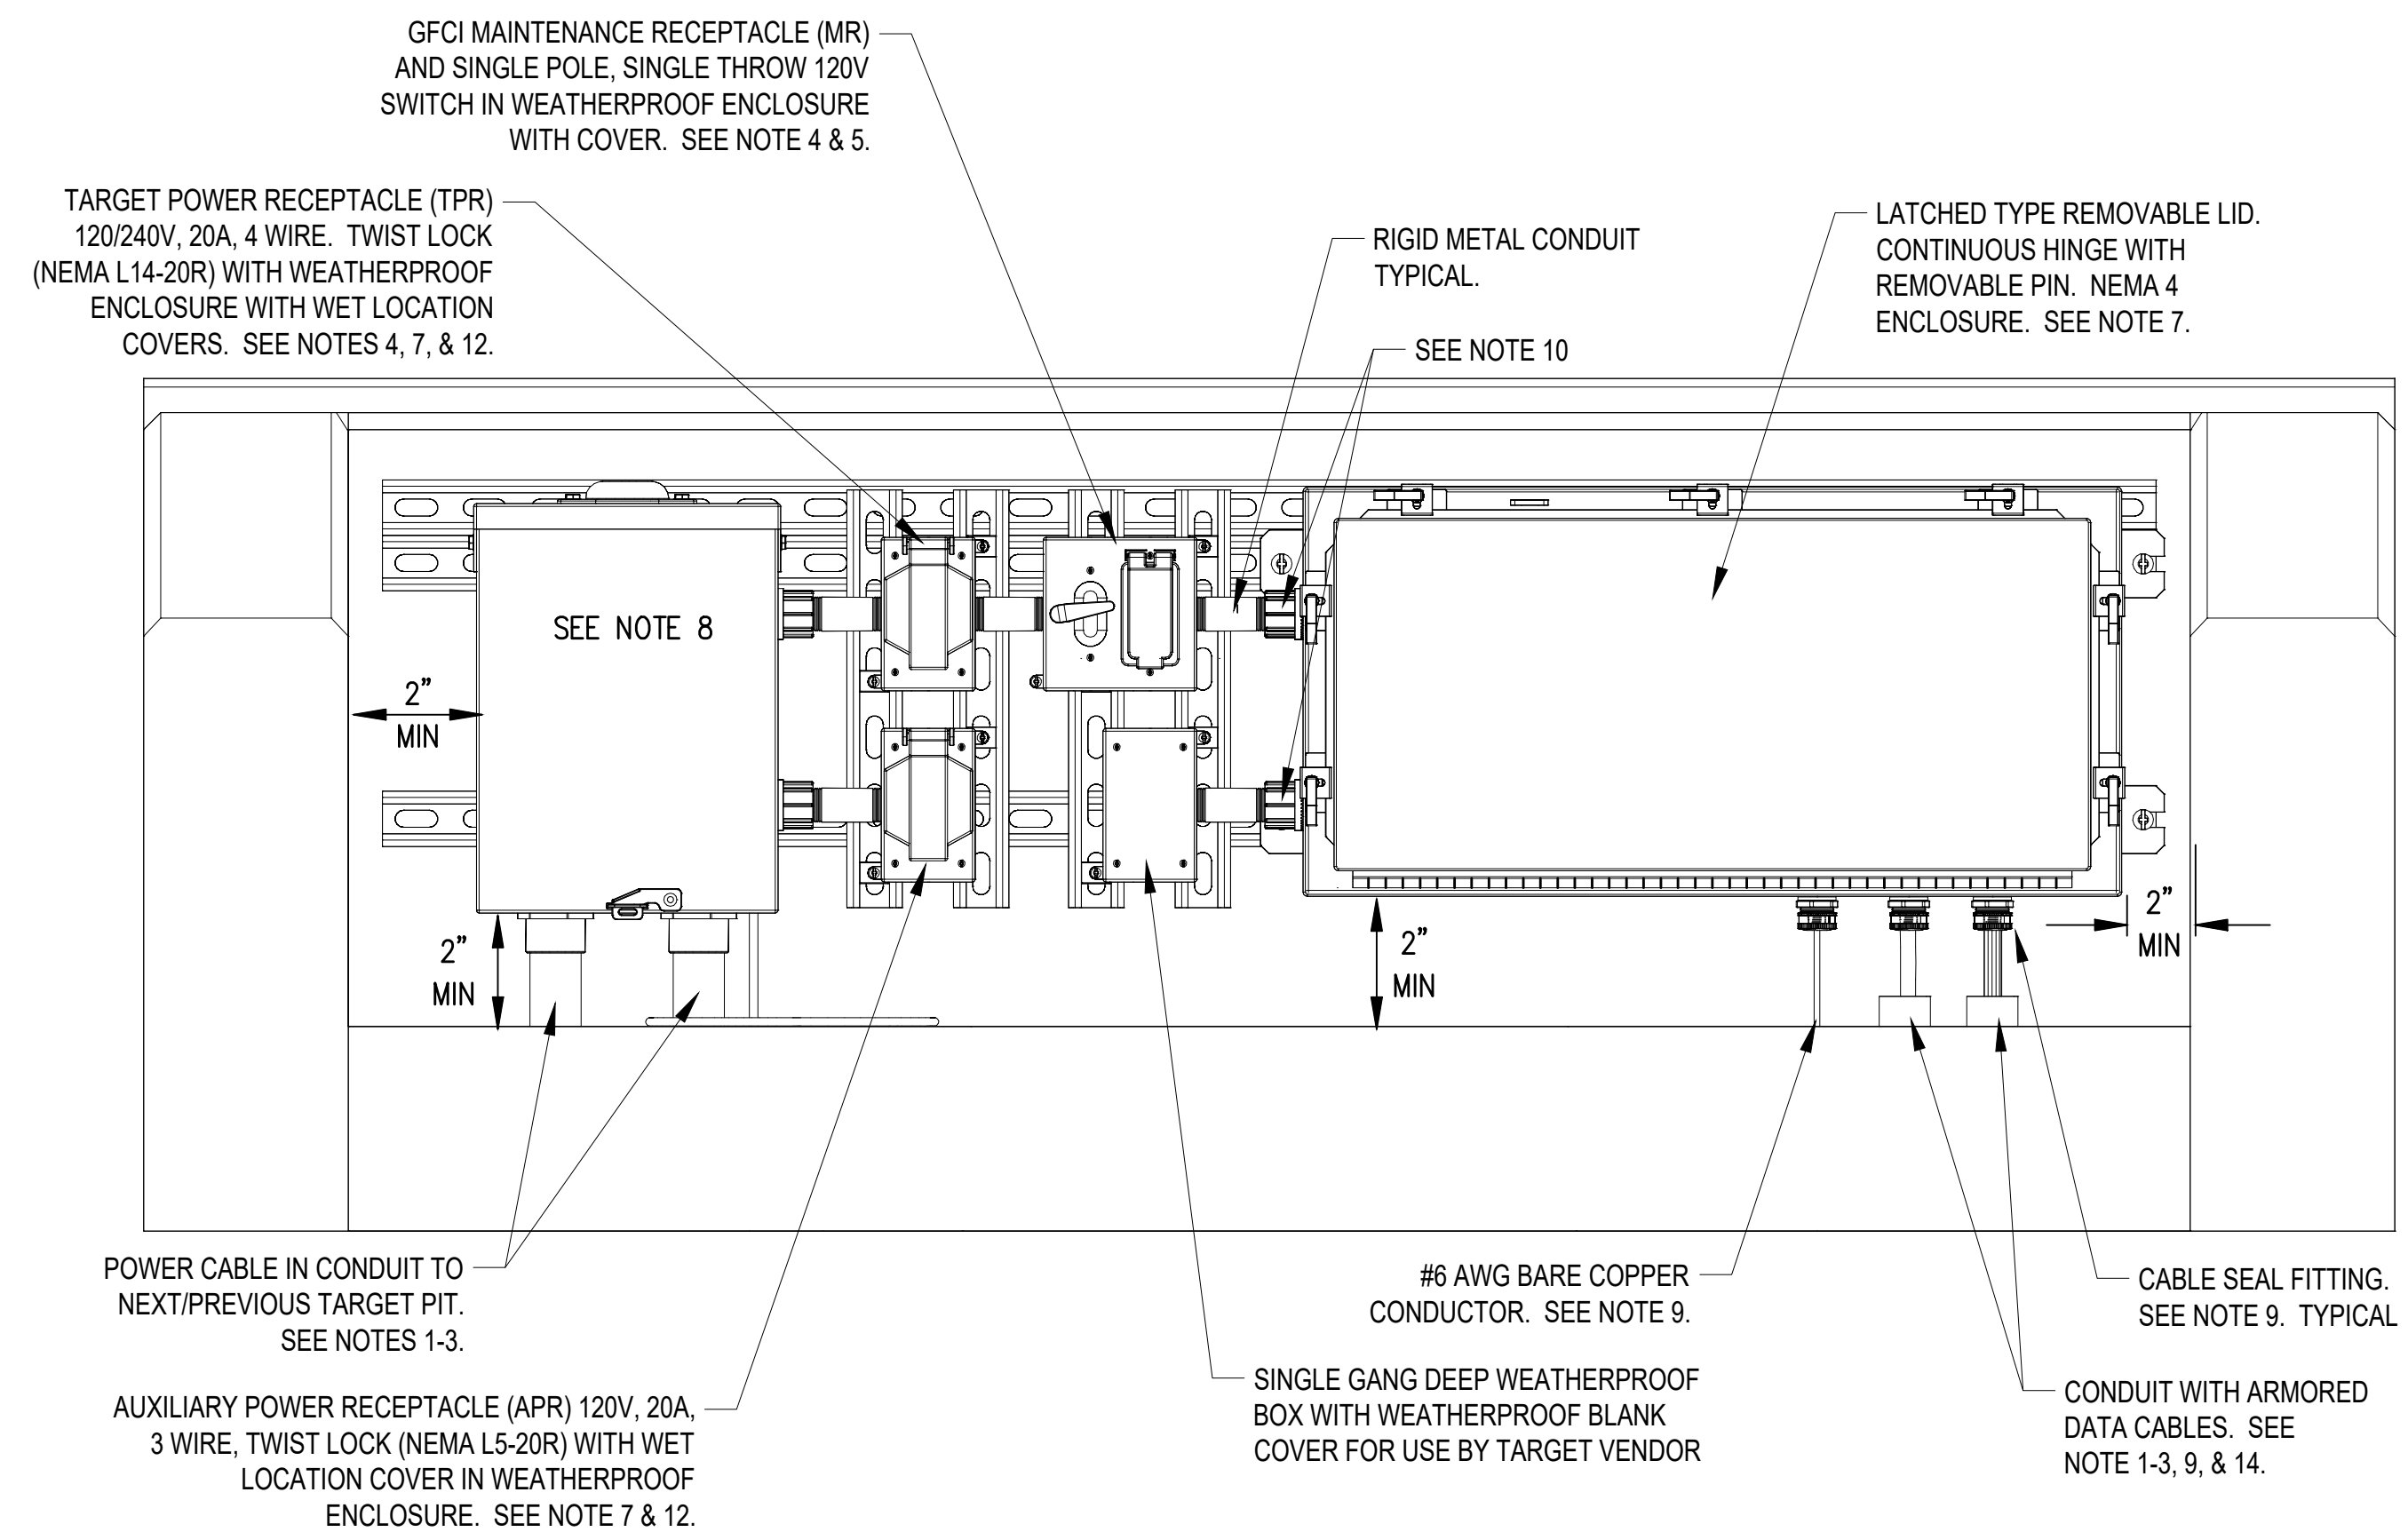 GFCI MAINTENANCE RECEPTACLE (MR)
AND SINGLE POLE, SINGLE THROW 120V
SWITCH IN WEATHERPROOF ENCLOSURE
WITH COVER. SEE NOTE 4 & 5.
TARGET POWER RECEPTACLE (TPR)
120/240V, 20A, 4 WIRE. TWIST LOCK
(NEMA L14-20R) WITH WEATHERPROOF
ENCLOSURE WITH WET LOCATION
COVERS. SEE NOTES 4, 7, & 12.
RIGID METAL CONDUIT
TYPICAL.
SEE NOTE 10
LATCHED TYPE REMOVABLE LID.
CONTINUOUS HINGE WITH
REMOVABLE PIN. NEMA 4
ENCLOSURE. SEE NOTE 7.
SEE NOTE 8
2”
MIN
2”
MIN
2”
MIN
2”
MIN
POWER CABLE IN CONDUIT TO
NEXT/PREVIOUS TARGET PIT.
SEE NOTES 1-3.
AUXILIARY POWER RECEPTACLE (APR) 120V, 20A,
3 WIRE, TWIST LOCK (NEMA L5-20R) WITH WET
LOCATION COVER IN WEATHERPROOF
ENCLOSURE. SEE NOTE 7 & 12.
#6 AWG BARE COPPER
CONDUCTOR. SEE NOTE 9.
SINGLE GANG DEEP WEATHERPROOF
BOX WITH WEATHERPROOF BLANK
COVER FOR USE BY TARGET VENDOR
CABLE SEAL FITTING.
SEE NOTE 9. TYPICAL
CONDUIT WITH ARMORED
DATA CABLES. SEE
NOTE 1-3, 9, & 14.